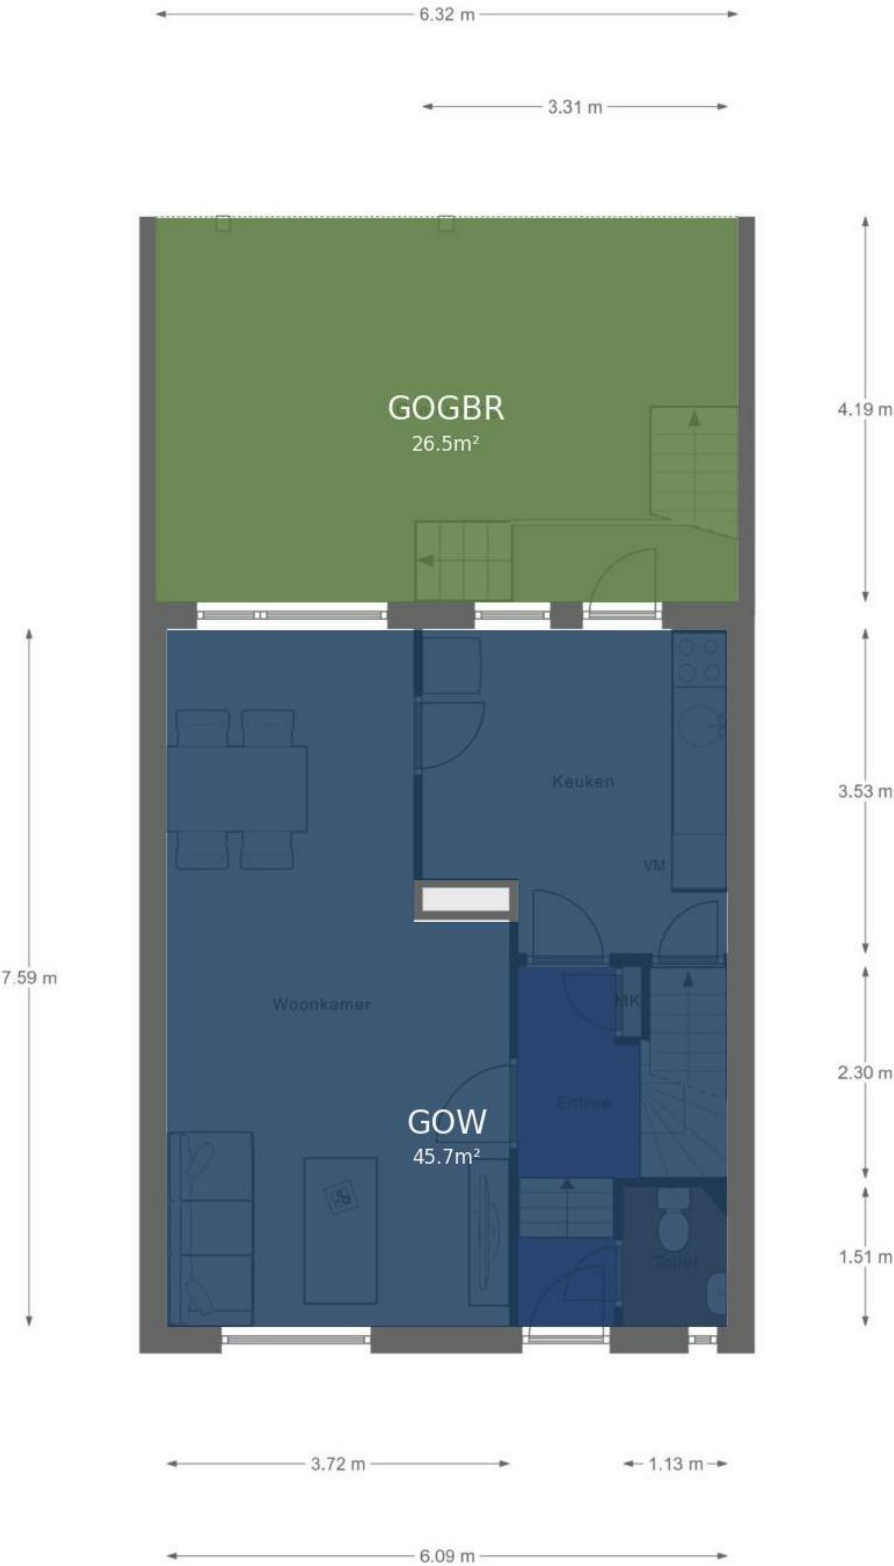 6.32 m
3.31 m
GOGBR
26.5m²
4.19 m
Keuken
3.53 m
VM
7.59 m
Woonkamer
MK
2.30 m
Entree
GOW
45.7m²
1.51 m
Toilet
3.72 m
1.13 m
6.09 m